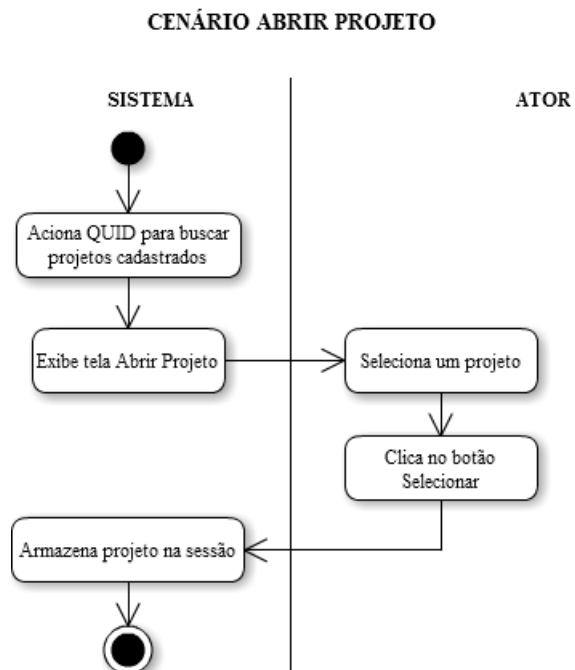 CENÁRIO ABRIR PROJETO
SISTEMA
ATOR
Aciona QUID para buscar
projetos cadastrados
Exibe tela Abrir Projeto
Seleciona um projeto
Clica no botão
Selecionar
Armazena projeto na sessão